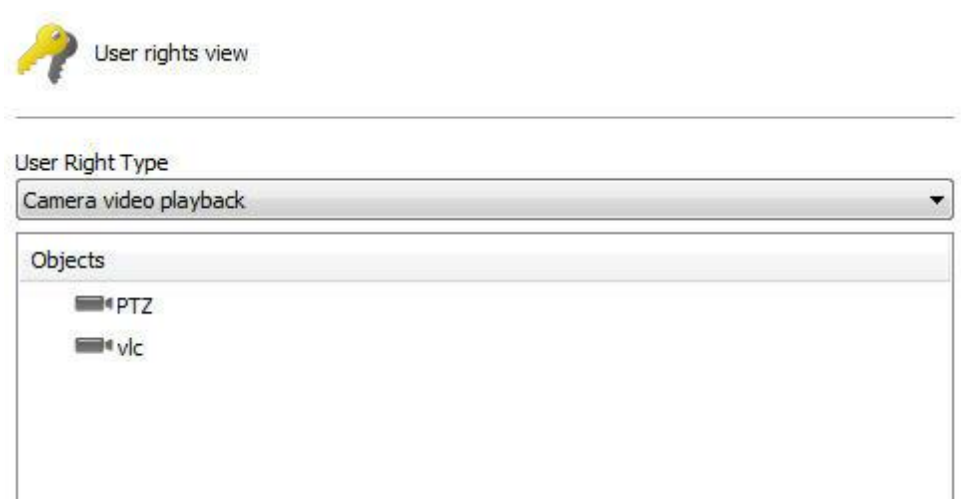 User rights view
User Right Type
Camera video playback
Objects
PTZ
vlc